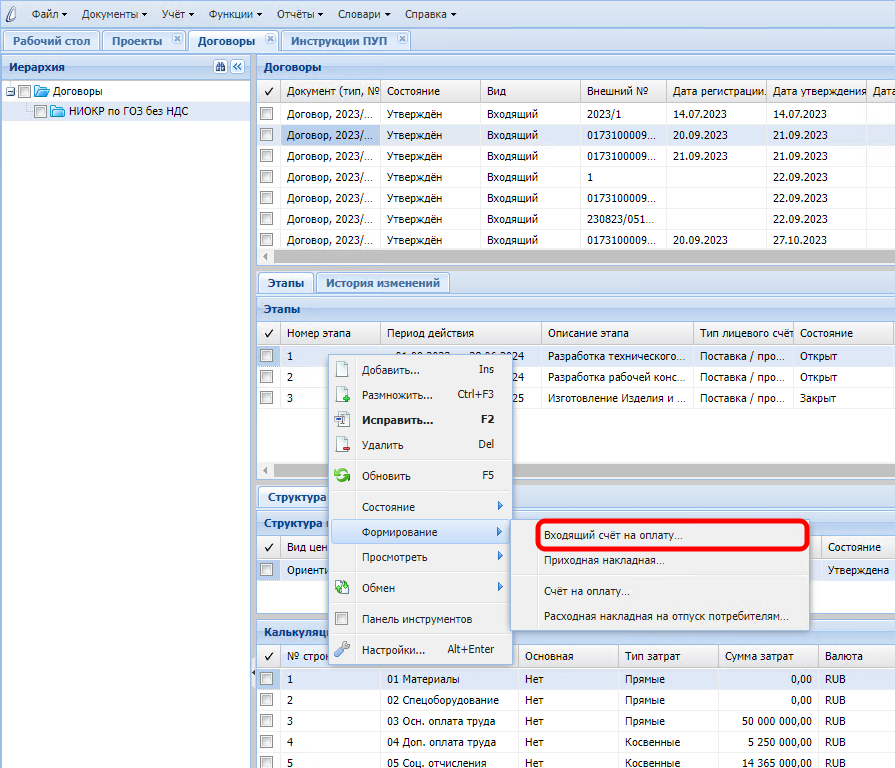 Файл Документы Учёт Функции Отчёты Словари Справка
Рабочий стол Проекты Договоры Инструкции ПУП
Иерархия
Договоры
НИОКР по ГОЗ без НДС
Договоры
Документ (тип, № Состояние Вид Внешний № Дата регистрации. Дата утверждения Дата
Договор, 2023/... Утверждён Входящий 2023/1 14.07.2023 14.07.2023
Договор, 2023/... Утверждён Входящий 0173100009... 20.09.2023 21.09.2023
Договор, 2023/... Утверждён Входящий 0173100009... 21.09.2023 21.09.2023
Договор, 2023/... Утверждён Входящий 1 22.09.2023
Договор, 2023/... Утверждён Входящий 0173100009... 22.09.2023
Договор, 2023/... Утверждён Входящий 230823/051... 22.09.2023
Договор, 2023/... Утверждён Входящий 0173100009... 20.09.2023 27.10.2023
Этапы История изменений
Этапы
Номер этапа Период действия Описание этапа Тип лицевого счёт Состояние
1 24 Разработка технического... Поставка / про... Открыт
2 24 Разработка рабочей конс... Поставка / про... Открыт
3 25 Изготовление Изделия и ... Поставка / про... Закрыт
Добавить... Ins
Размножить... Ctrl+F3
Исправить... F2
Удалить Del
Обновить F5
Состояние
Формирование
Просмотреть
Обмен
Панель инструментов
Настройки... Alt+Enter
Входящий счёт на оплату...
Приходная накладная...
Счёт на оплату...
Расходная накладная на отпуск потребителям...
Структура
Структура
Вид цен Состояние
Ориенти Утверждена
Калькуляц
№ строк Основная Тип затрат Сумма затрат Валюта
1 01 Материалы Нет Прямые 0,00 RUB
2 02 Спецоборудование Нет Прямые 0,00 RUB
3 03 Осн. оплата труда Нет Прямые 50 000 000,00 RUB
4 04 Доп. оплата труда Нет Косвенные 5 250 000,00 RUB
5 05 Соц. отчисления Нет Косвенные 14 365 000,00 RUB